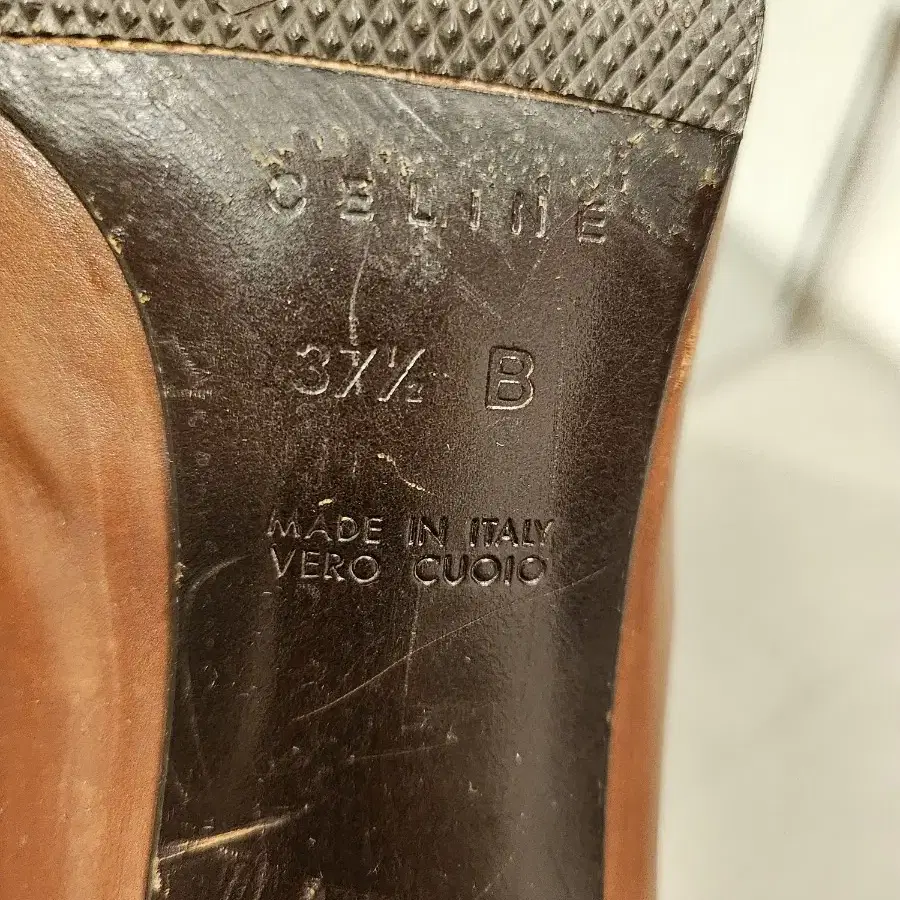 CELINE
37½ B
MADE IN ITALY
VERO CUOIO